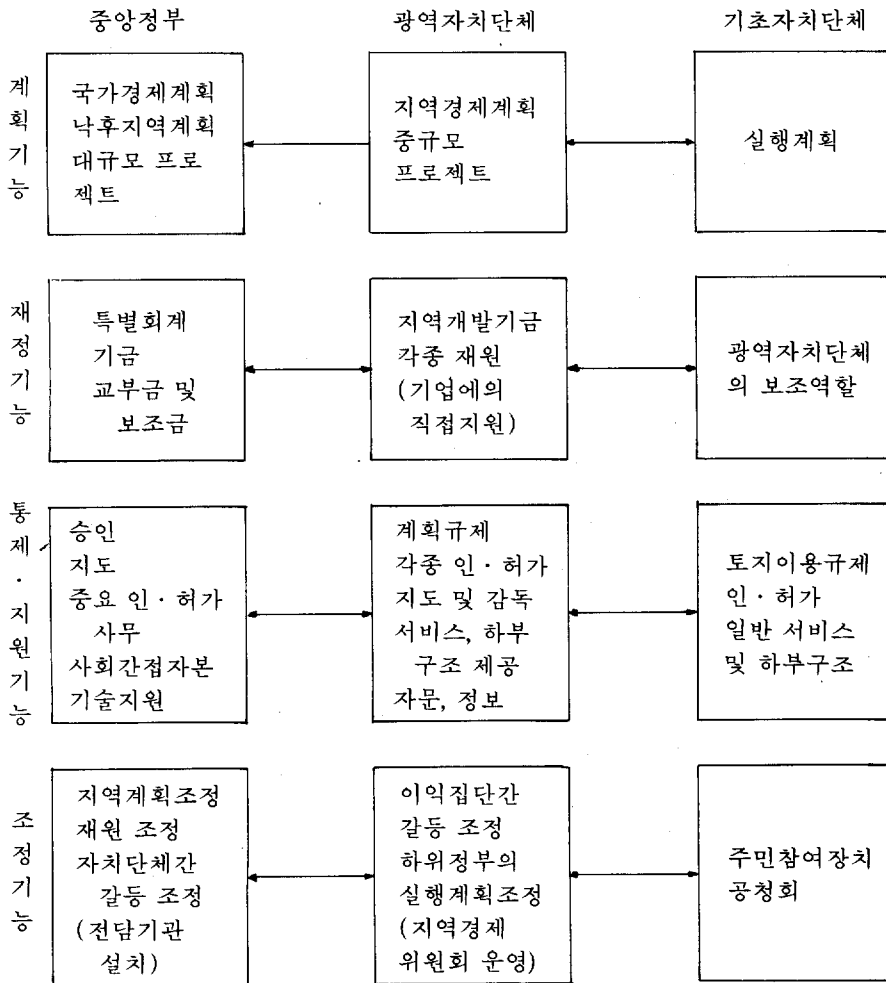 중앙정부
광역자치단체
기초자치단체
계획기능
국가경제계획
낙후지역계획
대규모 프로
젝트
지역경제계획
중규모
프로젝트
실행계획
재정기능
특별회계
기금
교부금 및
보조금
지역개발기금
각종 재원
(기업에의
직접지원)
광역자치단체
의 보조역할
통제·지원기능
승인
지도
중요 인·허가
사무
사회간접자본
기술지원
계획규제
각종 인·허가
지도 및 감독
서비스, 하부
구조 제공
자문, 정보
토지이용규제
인·허가
일반 서비스
및 하부구조
조정기능
지역계획조정
재원 조정
자치단체간
갈등 조정
(전담기관
설치)
이익집단간
갈등 조정
하위정부의
실행계획조정
(지역경제
위원회 운영)
주민참여장치
공청회